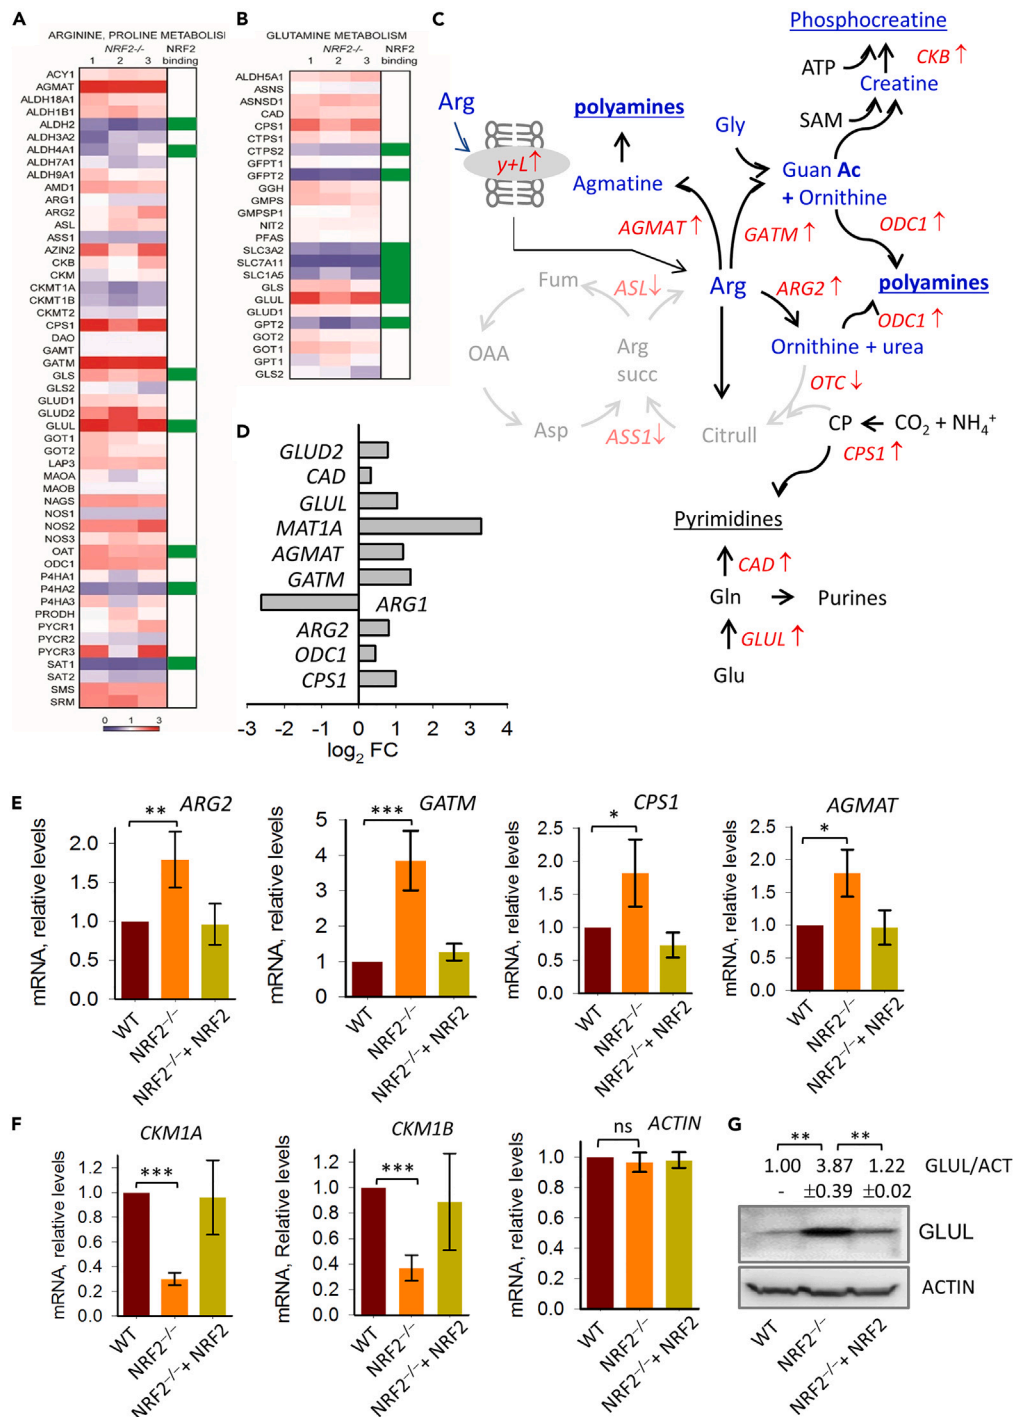 A
ARGININE, PROLINE METABOLISI
NRF2-/-
NRF2
binding
1 2 3
ACY1
AGMAT
ALDH18A1
ALDH1B1
ALDH2
ALDH3A2
ALDH4A1
ALDH7A1
ALDH9A1
AMD1
ARG1
ARG2
ASL
ASS1
AZIN2
CKB
CKM
CKMT1A
CKMT1B
CKMT2
CPS1
DAO
GAMT
GATM
GLS
GLS2
GLUD1
GLUD2
GLUL
GOT1
GOT2
LAP3
MAOA
MAOB
NAGS
NOS1
NOS2
NOS3
OAT
ODC1
P4HA1
P4HA2
P4HA3
PRODH
PYCR1
PYCR2
PYCR3
SAT1
SAT2
SMS
SRM
0 1 3
B
GLUTAMINE METABOLISM
NRF2-/-
NRF2
binding
1 2 3
ALDH5A1
ASNS
ASNSD1
CAD
CPS1
CTPS1
CTPS2
GFPT1
GFPT2
GGH
GMPS
GMPSP1
NIT2
PFAS
SLC3A2
SLC7A11
SLC1A5
GLS
GLUL
GLUD1
GPT2
GOT2
GOT1
GPT1
GLS2
C
Phosphocreatine
ATP
CKB ↑
Creatine
SAM
Arg
y+L↑
polyamines
Agmatine
Gly
Guan Ac
+ Ornithine
AGMAT ↑
GATM ↑
ODC1 ↑
polyamines
Fum
ASL↓
Arg
ARG2 ↑
ODC1 ↑
OAA
Arg
succ
Ornithine + urea
OTC ↓
Asp
ASS1↓
Citrull
CP
CO2 + NH4+
CPS1 ↑
Pyrimidines
CAD ↑
Gln
Purines
GLUL ↑
Glu
D
GLUD2
CAD
GLUL
MAT1A
AGMAT
GATM
ARG1
ARG2
ODC1
CPS1
-3 -2 -1 0 1 2 3 4
log2 FC
E
ARG2
**
mRNA, relative levels
2.0
1.5
1.0
0.5
0.0
WT
NRF2−/−
NRF2−/−+ NRF2
GATM
***
mRNA, relative levels
5
4
3
2
1
0
WT
NRF2−/−
NRF2−/−+ NRF2
CPS1
*
mRNA, relative levels
2.5
2.0
1.5
1.0
0.5
0.0
WT
NRF2−/−
NRF2−/−+ NRF2
AGMAT
*
mRNA, relative levels
2.5
2.0
1.5
1.0
0.5
0.0
WT
NRF2−/−
NRF2−/−+ NRF2
F
CKM1A
***
mRNA, relative levels
1.2
1.0
0.8
0.6
0.4
0.2
0.0
WT
NRF2−/−
NRF2−/−+ NRF2
CKM1B
***
mRNA, Relative levels
1.2
1.0
0.8
0.6
0.4
0.2
0.0
WT
NRF2−/−
NRF2−/−+ NRF2
ACTIN
ns
mRNA, relative levels
1.0
0.8
0.6
0.4
0.2
0.0
WT
NRF2−/−
NRF2−/−+ NRF2
G
** **
1.00 3.87 1.22 GLUL/ACT
- ±0.39 ±0.02
GLUL
ACTIN
WT
NRF2−/−
NRF2−/−+ NRF2